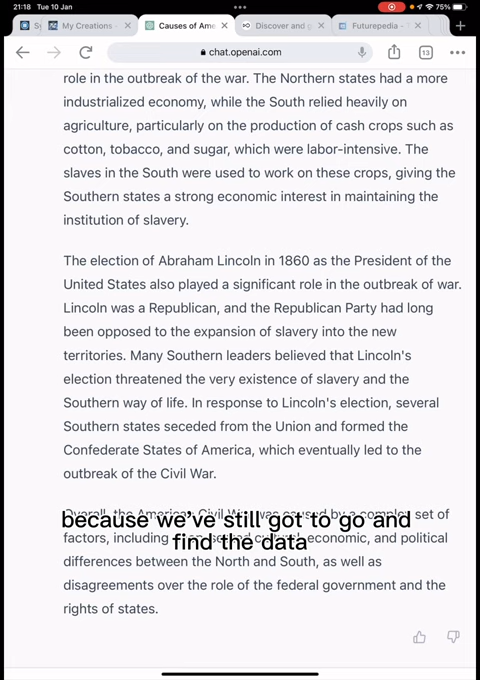 21:18 Tue 10 Jan
75%
My Creations -
Causes of Ame
Discover and g
Futurepedia - T
chat.openai.com
13
role in the outbreak of the war. The Northern states had a more
industrialized economy, while the South relied heavily on
agriculture, particularly on the production of cash crops such as
cotton, tobacco, and sugar, which were labor-intensive. The
slaves in the South were used to work on these crops, giving the
Southern states a strong economic interest in maintaining the
institution of slavery.
The election of Abraham Lincoln in 1860 as the President of the
United States also played a significant role in the outbreak of war.
Lincoln was a Republican, and the Republican Party had long
been opposed to the expansion of slavery into the new
territories. Many Southern leaders believed that Lincoln's
election threatened the very existence of slavery and the
Southern way of life. In response to Lincoln's election, several
Southern states seceded from the Union and formed the
Confederate States of America, which eventually led to the
outbreak of the Civil War.
Overall, the American Civil War was caused by a complex set of
because we've still got to go and
factors, including economic, and political
find the data
differences between the North and South, as well as
disagreements over the role of the federal government and the
rights of states.